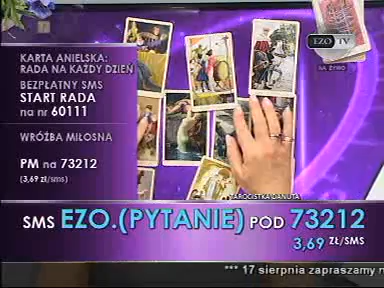 KARTA ANIELSKA:
RADA NA KAŻDY DZIEŃ
BEZPŁATNY SMS
START RADA
na nr 60111
WRÓŻBA MIŁOSNA
PM na 73212
(3,69 zł/sms)
EZO TV
NA ŻYWO
TAROCISTKA DANUTA
SMS EZO.(PYTANIE) POD 73212
3,69 ZŁ/SMS
*** 17 sierpnia zapraszamy n